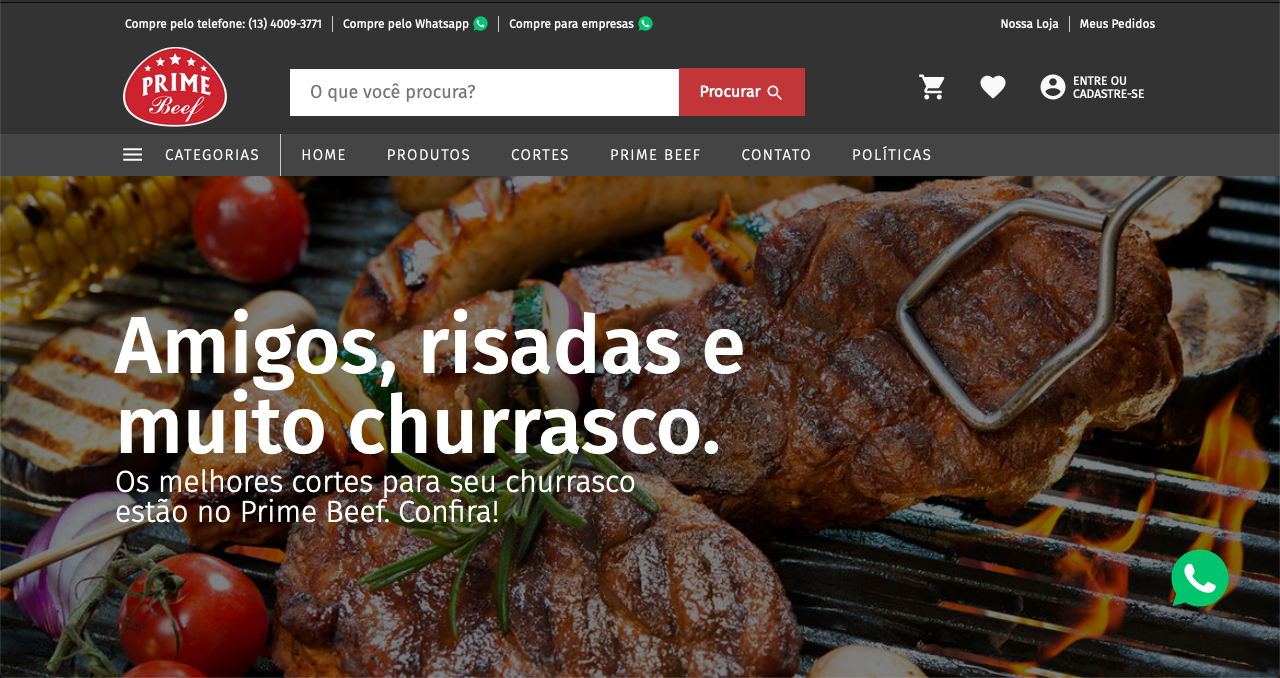 Compre pelo telefone: (13) 4009-3771
Compre pelo Whatsapp
Compre para empresas
Nossa Loja
Meus Pedidos
PRIME
Beef
O que você procura?
Procurar
ENTRE OU
CADASTRE-SE
CATEGORIAS
HOME
PRODUTOS
CORTES
PRIME BEEF
CONTATO
POLÍTICAS
Amigos, risadas e
muito churrasco.
Os melhores cortes para seu churrasco
estão no Prime Beef. Confira!